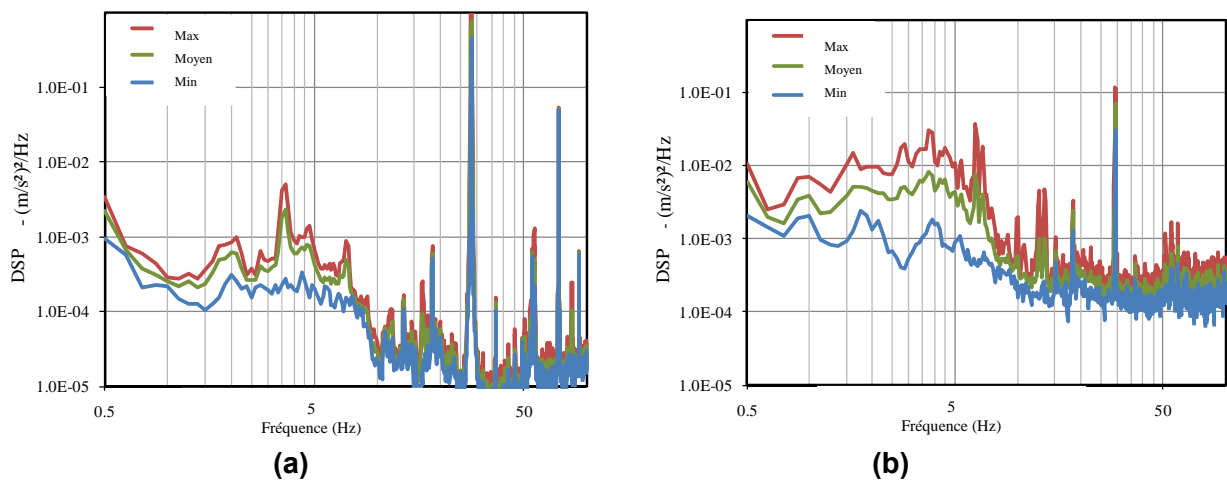 Max
Moyen
Min
1.0E-01
1.0E-02
1.0E-03
1.0E-04
1.0E-05
DSP - (m/s²)²/Hz
0.5
5
50
Fréquence (Hz)
(a)
Max
Moyen
Min
1.0E-01
1.0E-02
1.0E-03
1.0E-04
1.0E-05
DSP - (m/s²)²/Hz
0.5
5
50
Fréquence (Hz)
(b)